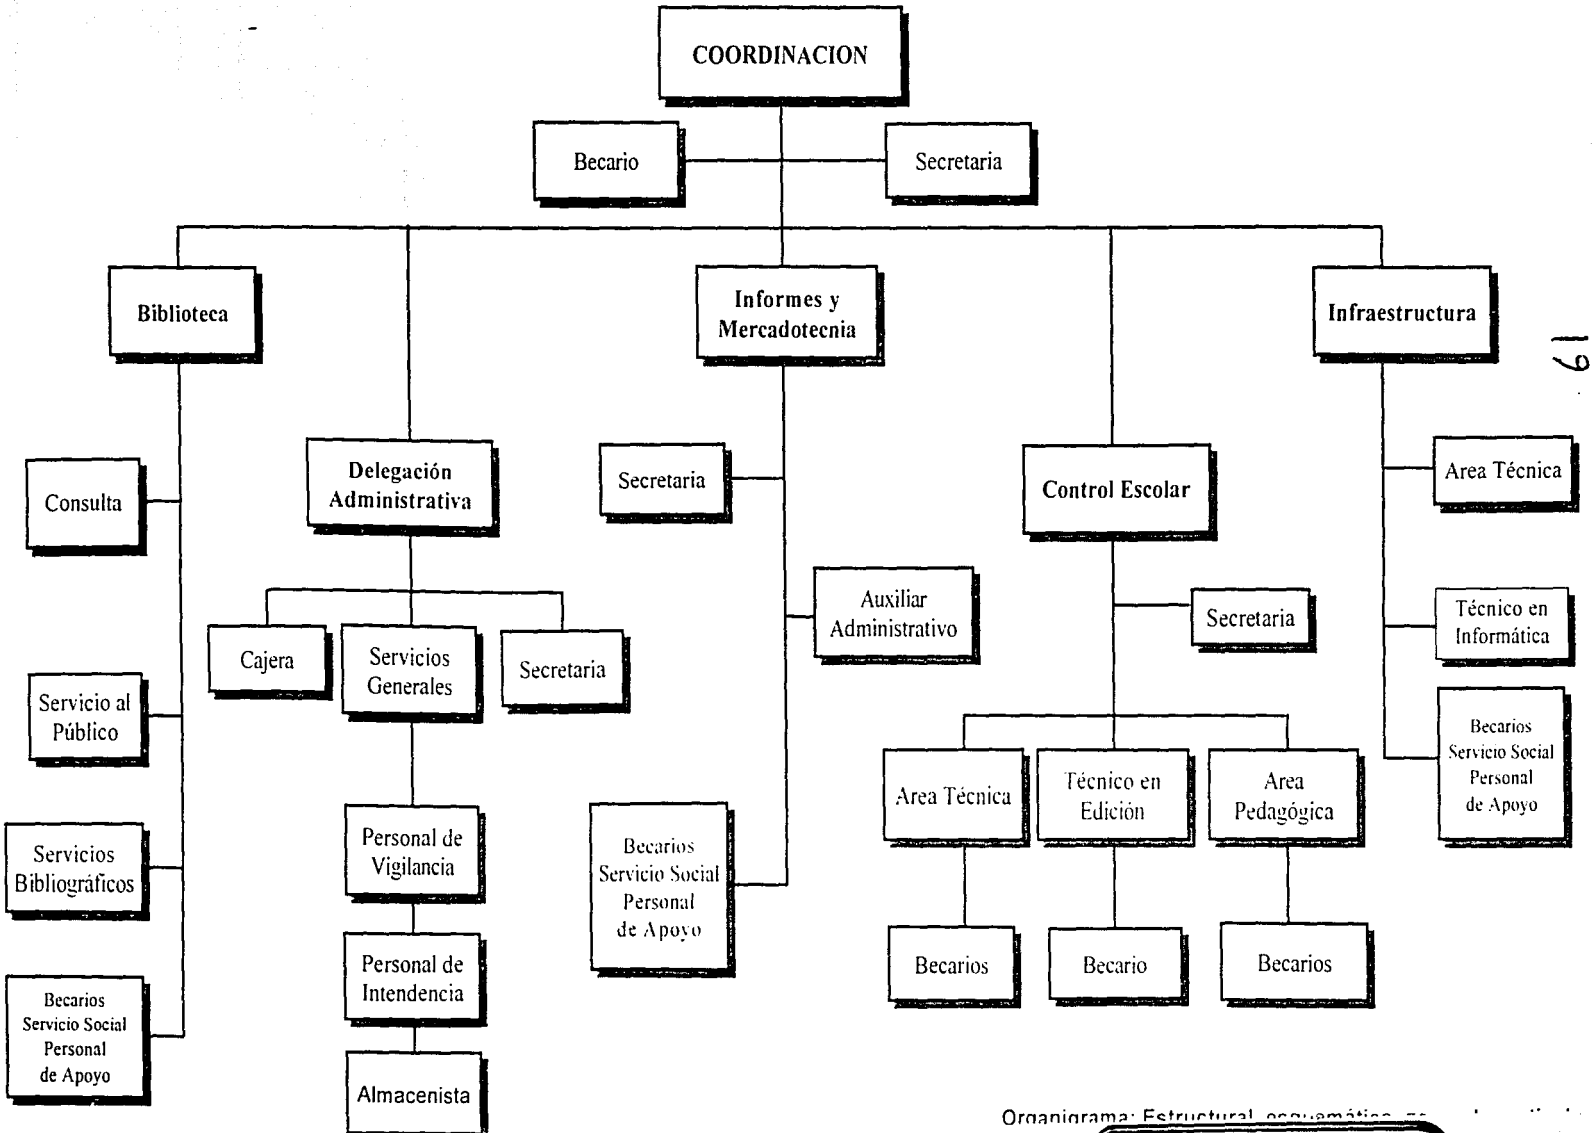 COORDINACION
Becario
Secretaria
Biblioteca
Informes y
Mercadotecnia
Infraestructura
19
Delegación
Administrativa
Secretaria
Control Escolar
Area Técnica
Consulta
Auxiliar
Administrativo
Secretaria
Técnico en
Informática
Cajera
Servicios
Generales
Secretaria
Servicio al
Público
Becarios
Servicio Social
Personal
de Apoyo
Area Técnica
Técnico en
Edición
Area
Pedagógica
Servicios
Bibliográficos
Personal de
Vigilancia
Becarios
Servicio Social
Personal
de Apoyo
Becarios
Becario
Becarios
Personal de
Intendencia
Becarios
Servicio Social
Personal
de Apoyo
Almacenista
Organigrama: Estructural